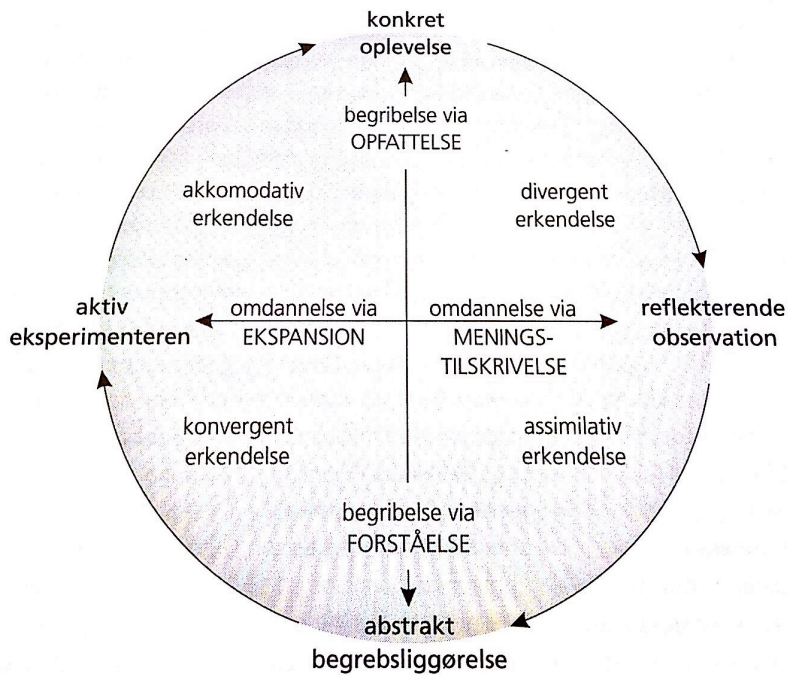 konkret
oplevelse
begribelse via
OPFATTELSE
akkomodativ
erkendelse
divergent
erkendelse
aktiv
eksperimenteren
omdannelse via
EKSPANSION
omdannelse via
MENINGS-
TILSKRIVELSE
reflekterende
observation
konvergent
erkendelse
assimilativ
erkendelse
begribelse via
FORSTÅELSE
abstrakt
begrebsliggørelse